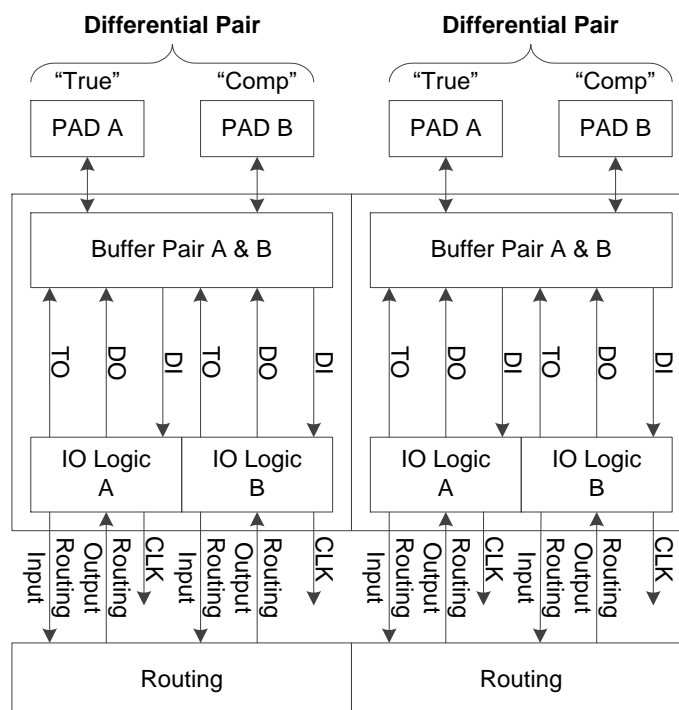 Differential Pair Differential Pair
“True” “Comp” “True” “Comp”
PAD A PAD B PAD A PAD B
Buffer Pair A & B Buffer Pair A & B
TO DO DI TO DO DI TO DO DI TO DO DI
IO Logic A IO Logic B IO Logic A IO Logic B
Routing Input Routing Output CLK Routing Input Routing Output CLK Routing Input Routing Output CLK Routing Input Routing Output CLK
Routing Routing